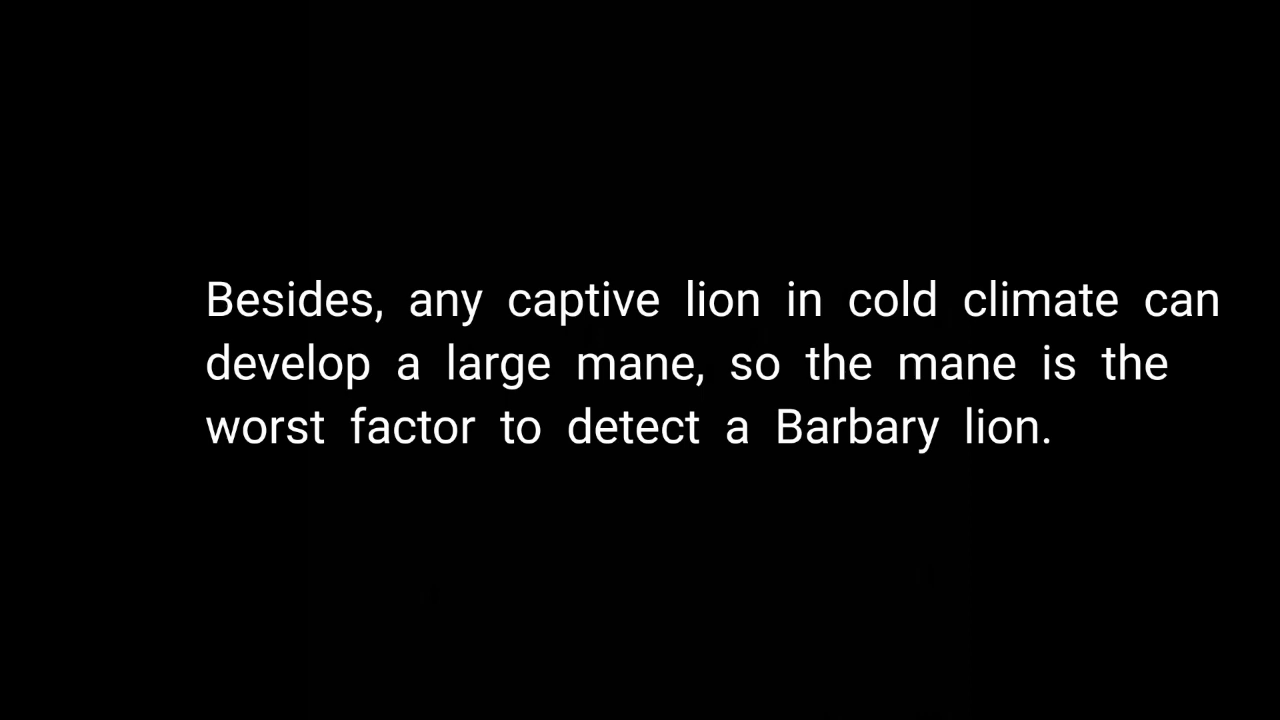 Besides, any captive lion in cold climate can
develop a large mane, so the mane is the
worst factor to detect a Barbary lion.